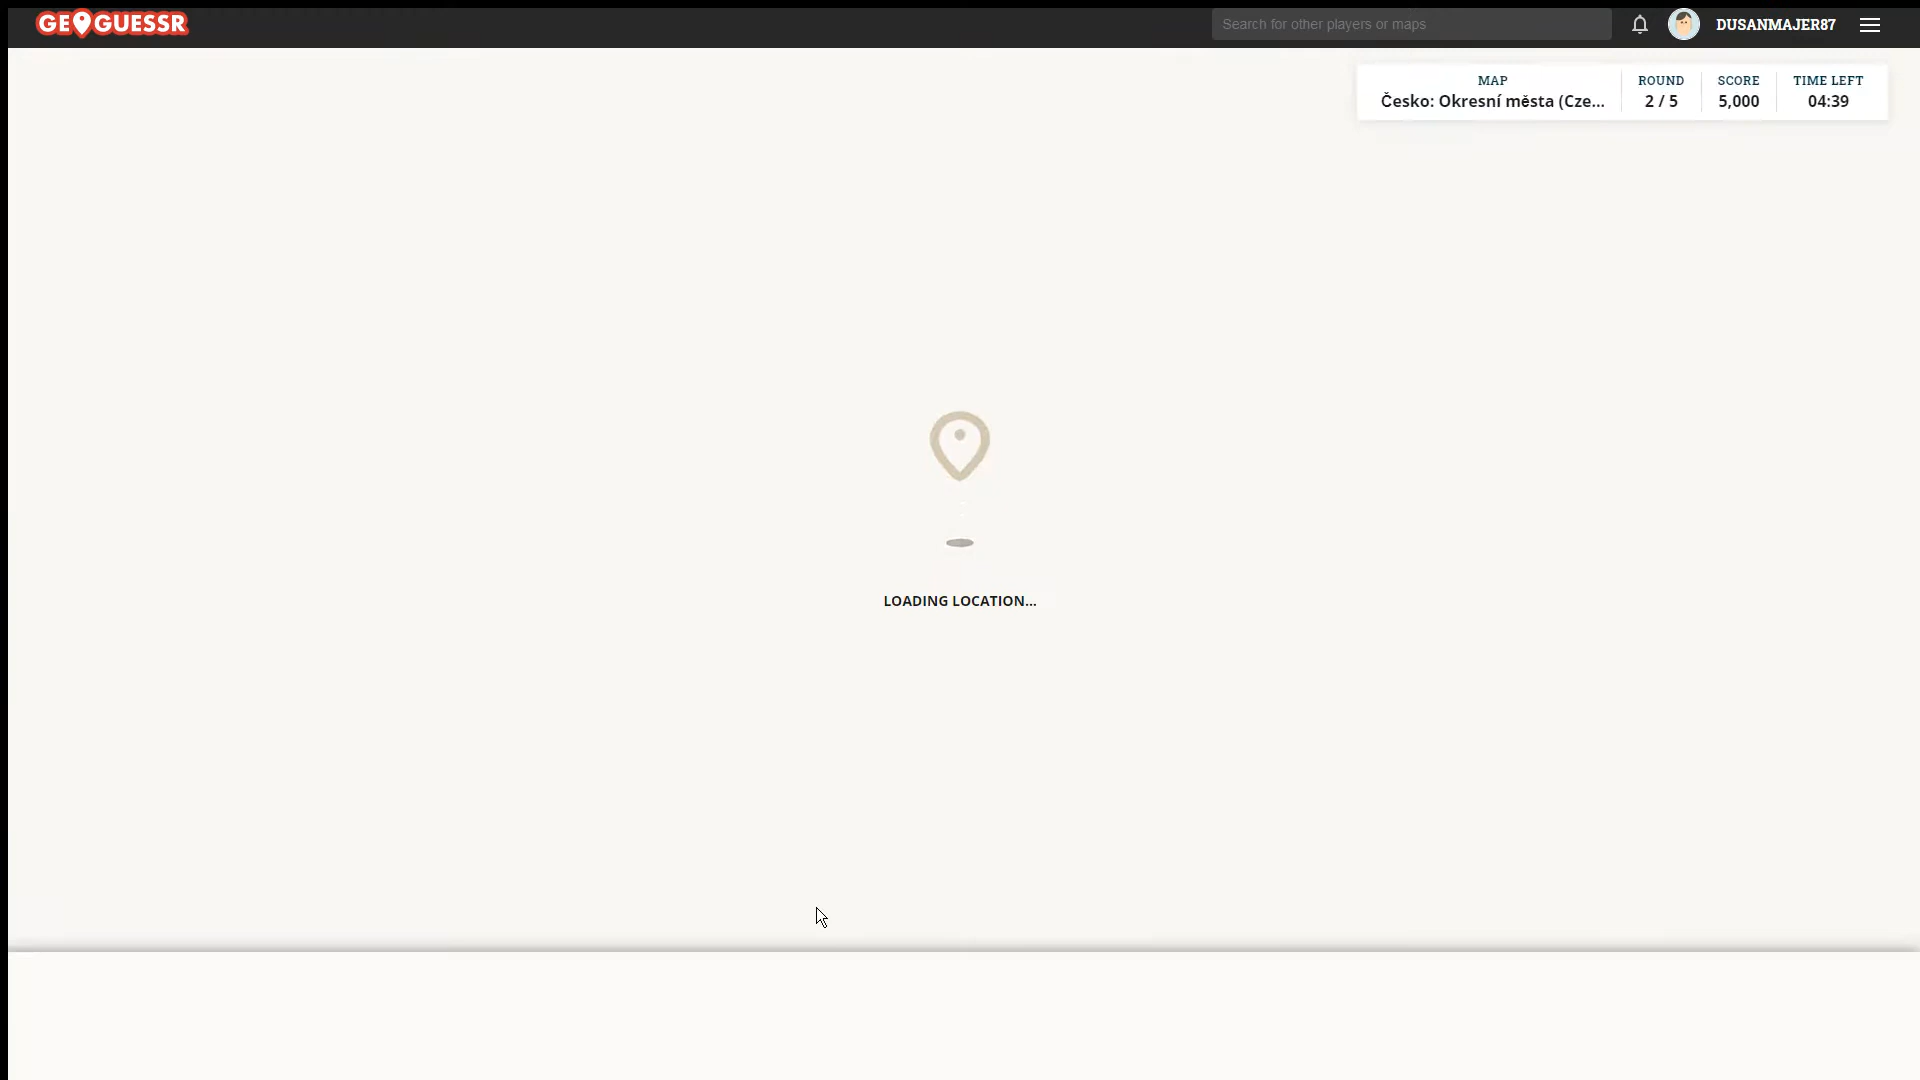 GEOGUESSR
Search for other players or maps
DUSANMAJER87
MAP
Česko: Okresní města (Cze...
ROUND
2 / 5
SCORE
5,000
TIME LEFT
04:39
LOADING LOCATION...